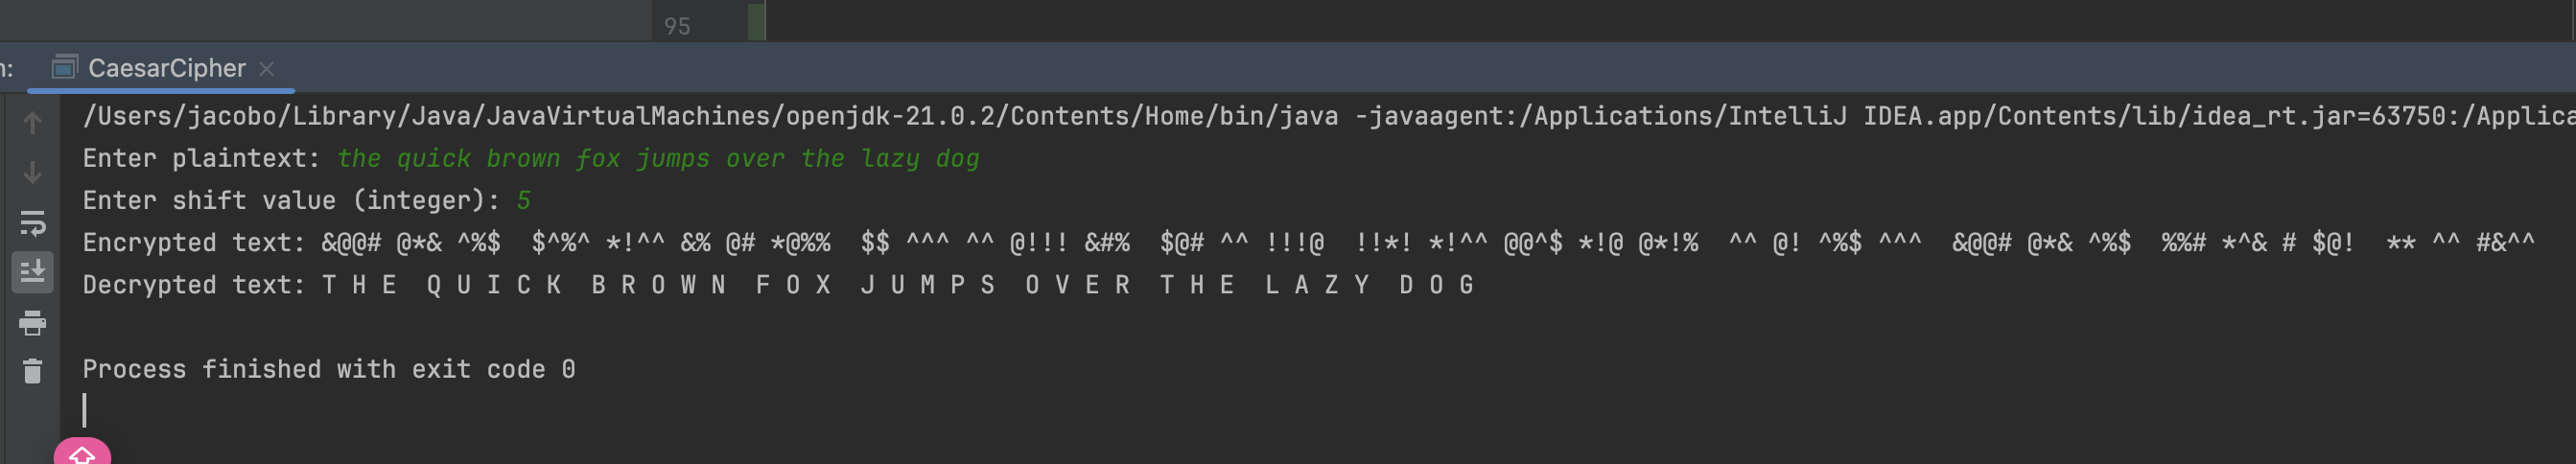 95
n: CaesarCipher
/Users/jacobo/Library/Java/JavaVirtualMachines/openjdk-21.0.2/Contents/Home/bin/java -javaagent:/Applications/IntelliJ IDEA.app/Contents/lib/idea_rt.jar=63750:/Applica
Enter plaintext: the quick brown fox jumps over the lazy dog
Enter shift value (integer): 5
Encrypted text: &@@# @*& ^%$  $^%^ *!^^ &% @# *@%%  $$ ^^^ ^^ @!!! &#%  $@# ^^ !!!@  !!*! *!^^ @@^$ *!@ @*!%  ^^ @! ^%$ ^^^  &@@# @*& ^%$  %%# *^& # $@!  ** ^^ #&^^
Decrypted text: T H E  Q U I C K  B R O W N  F O X  J U M P S  O V E R  T H E  L A Z Y  D O G
Process finished with exit code 0